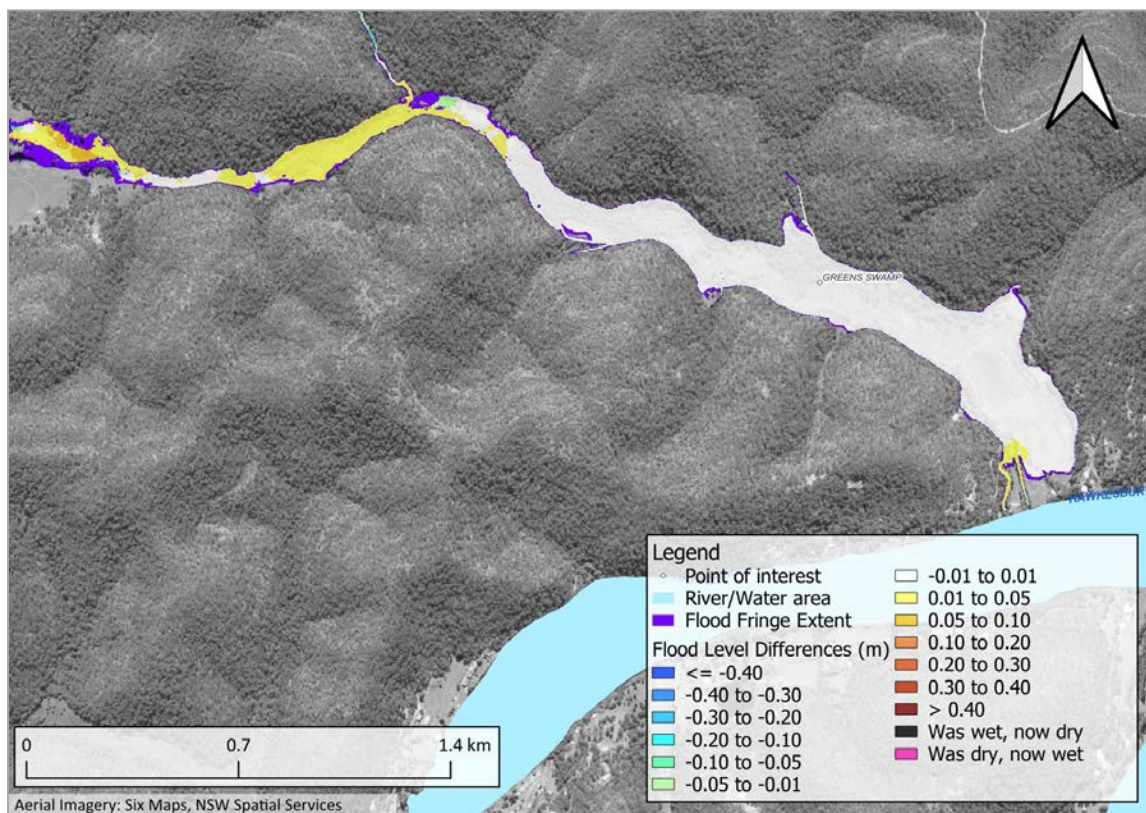 GREENS SWAMP
HAWKESBUR
Legend
Point of interest
River/Water area
Flood Fringe Extent
Flood Level Differences (m)
<= -0.40
-0.40 to -0.30
-0.30 to -0.20
-0.20 to -0.10
-0.10 to -0.05
-0.05 to -0.01
-0.01 to 0.01
0.01 to 0.05
0.05 to 0.10
0.10 to 0.20
0.20 to 0.30
0.30 to 0.40
> 0.40
Was wet, now dry
Was dry, now wet
0 0.7 1.4 km
Aerial Imagery: Six Maps, NSW Spatial Services